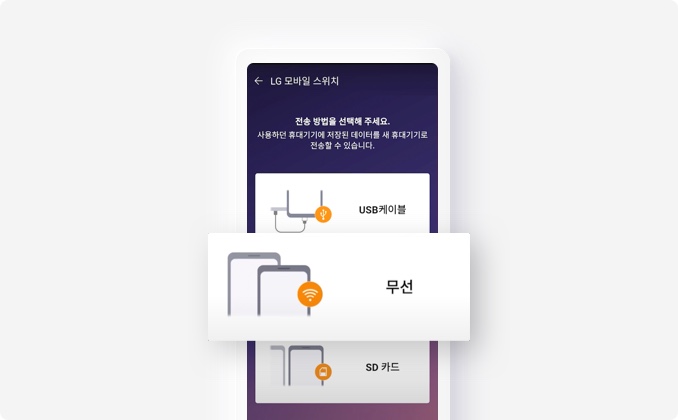 LG 모바일 스위치
전송 방법을 선택해 주세요.
사용하던 휴대기기에 저장된 데이터를 새 휴대기기로
전송할 수 있습니다.
USB케이블
무선
SD 카드